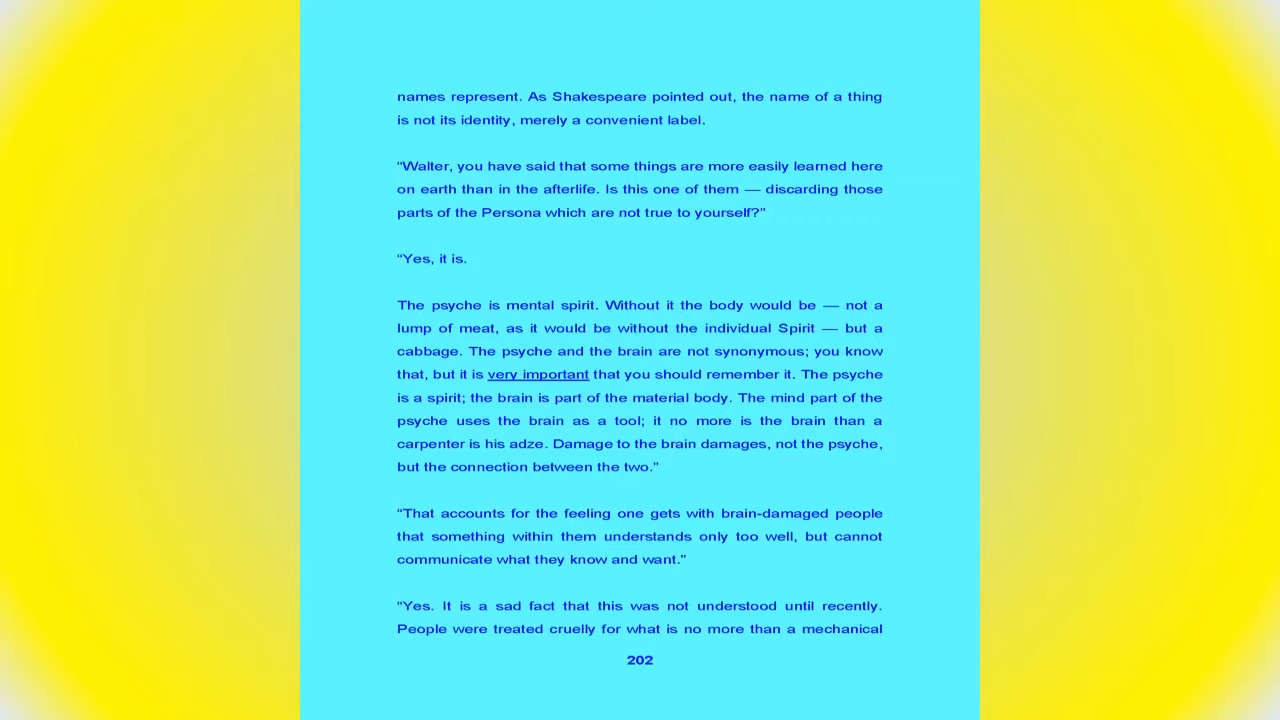 names represent. As Shakespeare pointed out, the name of a thing
is not its identity, merely a convenient label.
“Walter, you have said that some things are more easily learned here
on earth than in the afterlife. Is this one of them — discarding those
parts of the Persona which are not true to yourself?”
“Yes, it is.
The psyche is mental spirit. Without it the body would be — not a
lump of meat, as it would be without the individual Spirit — but a
cabbage. The psyche and the brain are not synonymous; you know
that, but it is very important that you should remember it. The psyche
is a spirit; the brain is part of the material body. The mind part of the
psyche uses the brain as a tool; it no more is the brain than a
carpenter is his adze. Damage to the brain damages, not the psyche,
but the connection between the two.”
“That accounts for the feeling one gets with brain-damaged people
that something within them understands only too well, but cannot
communicate what they know and want.”
“Yes. It is a sad fact that this was not understood until recently.
People were treated cruelly for what is no more than a mechanical
202